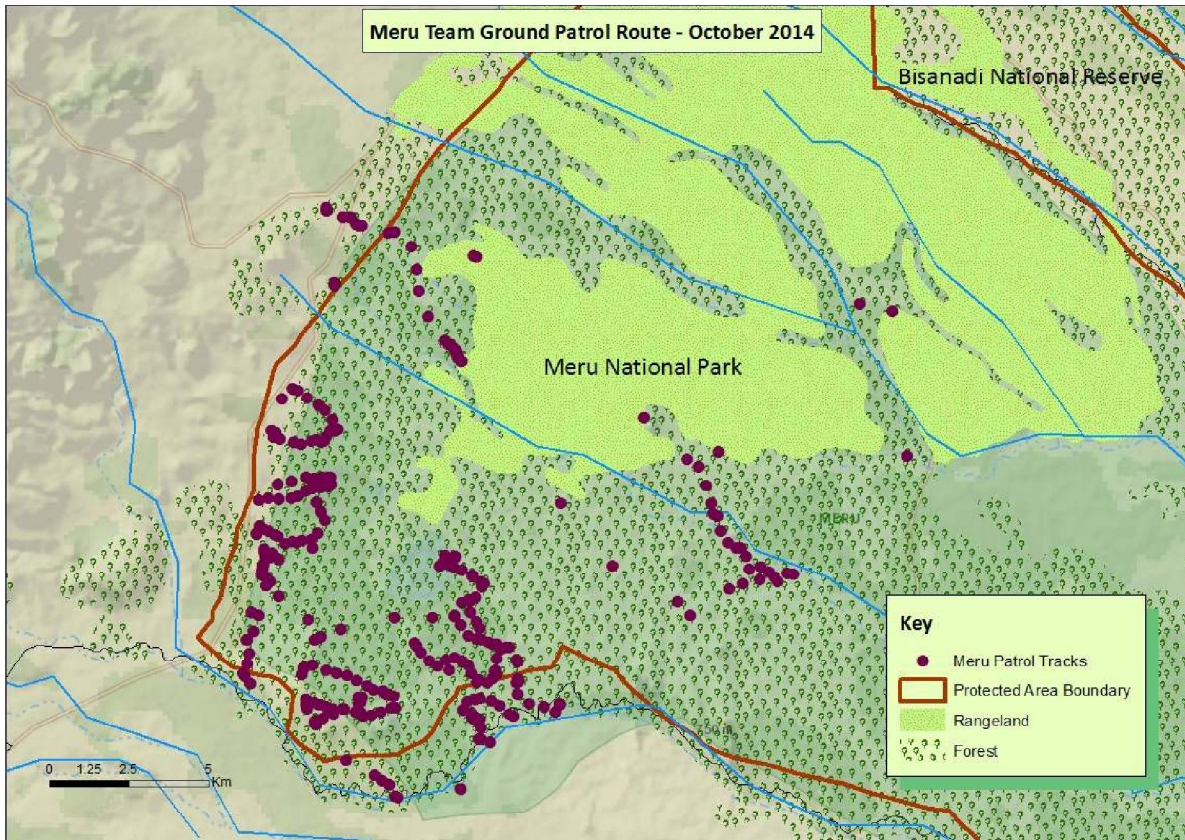 Meru Team Ground Patrol Route - October 2014
Bisanadi National Reserve
Meru National Park
MERU
Key
Meru Patrol Tracks
Protected Area Boundary
Rangeland
Forest
0 1.25 2.5 5
Km